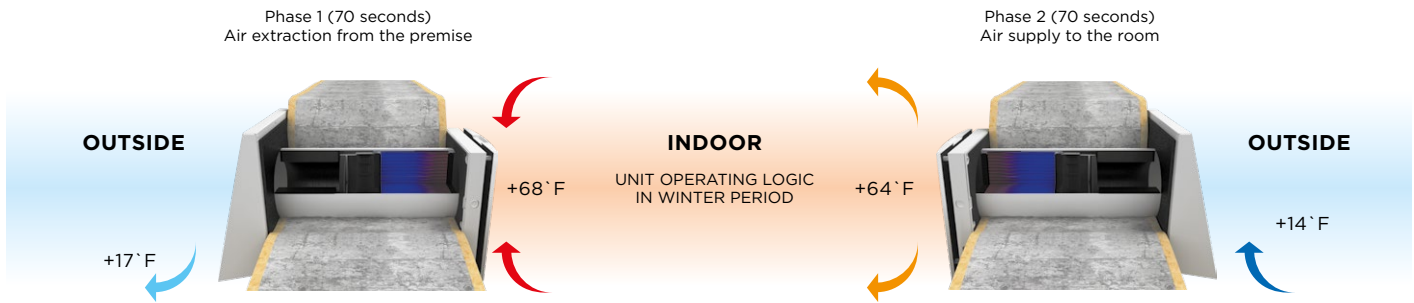 Phase 1 (70 seconds)
Air extraction from the premise
Phase 2 (70 seconds)
Air supply to the room
OUTSIDE
INDOOR
OUTSIDE
+68`F
UNIT OPERATING LOGIC
IN WINTER PERIOD
+64`F
+14`F
+17`F